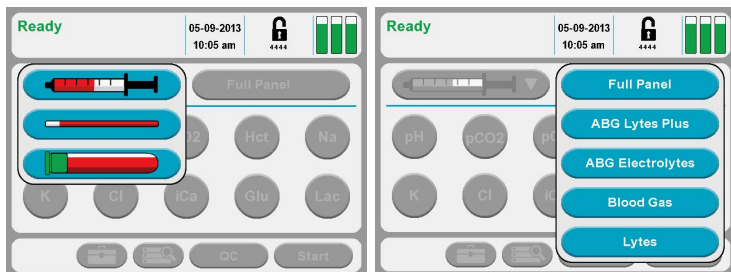 Ready
05-09-2013
10:05 am
4444
Full Panel
O2
Hct
Na
K
Cl
iCa
Glu
Lac
QC
Start
Ready
05-09-2013
10:05 am
4444
Full Panel
ABG Lytes Plus
ABG Electrolytes
Blood Gas
Lytes
pH
pCO2
pO
K
Cl
iC